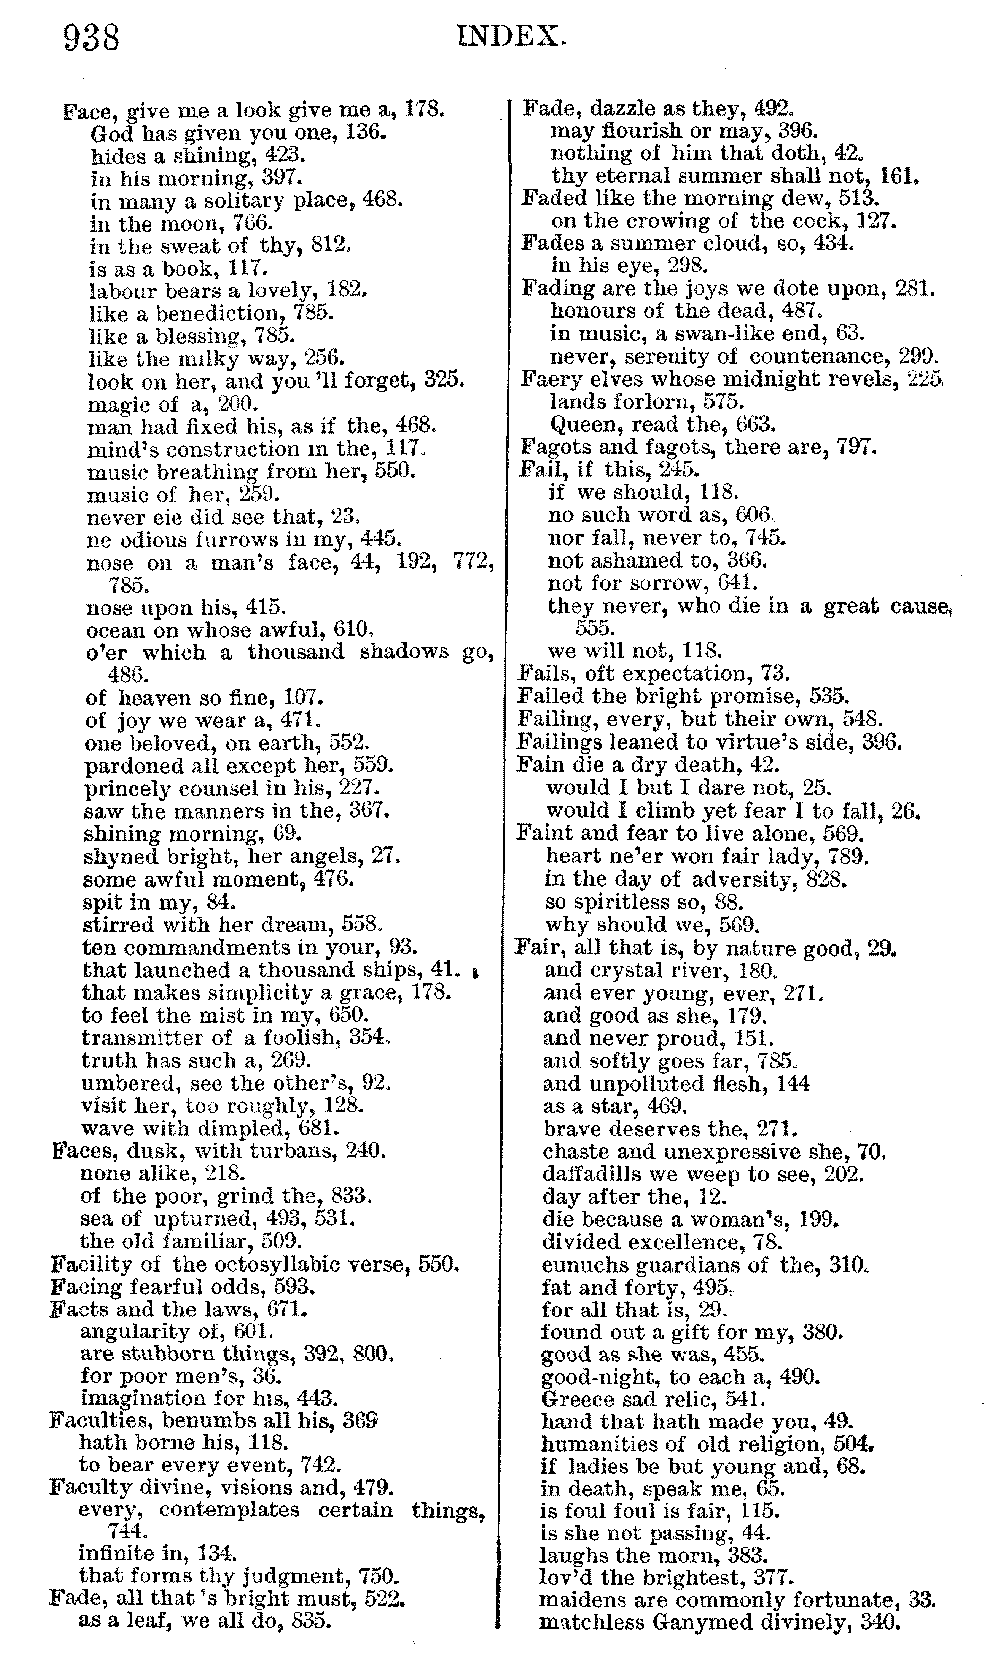 938
INDEX.
Face, give me a look give me a, 178.
God has given you one, 136.
hides a shining, 423.
in his morning, 397.
in many a solitary place, 468.
in the moon, 766.
in the sweat of thy, 812.
is as a book, 117.
labour bears a lovely, 182.
like a benediction, 785.
like a blessing, 785.
like the milky way, 256.
look on her, and you 'll forget, 325.
magic of a, 200.
man had fixed his, as if the, 468.
mind's construction in the, 117.
music breathing from her, 550.
music of her, 259.
never eie did see that, 23.
no odious furrows in my, 445.
nose on a man's face, 44, 192, 772,
785.
nose upon his, 415.
ocean on whose awful, 610.
o'er which a thousand shadows go,
486.
of heaven so fine, 107.
of joy we wear a, 471.
one beloved, on earth, 552.
pardoned all except her, 559.
princely counsel in his, 227.
saw the manners in the, 367.
shining morning, 69.
shyned bright, her angels, 27.
some awful moment, 476.
spit in my, 84.
stirred with her dream, 558.
ten commandments in your, 93.
that launched a thousand ships, 41.
that makes simplicity a grace, 178.
to feel the mist in my, 650.
transmitter of a foolish, 354.
truth has such a, 269.
umbered, see the other's, 92.
visit her, too roughly, 128.
wave with dimpled, 681.
Faces, dusk, with turbans, 240.
none alike, 218.
of the poor, grind the, 833.
sea of upturned, 493, 531.
the old familiar, 509.
Facility of the octosyllabic verse, 550.
Facing fearful odds, 593.
Facts and the laws, 671.
angularity of, 601.
are stubborn things, 392, 800.
for poor men's, 36.
imagination for his, 443.
Faculties, benumbs all his, 369
hath borne his, 118.
to bear every event, 742.
Faculty divine, visions and, 479.
every, contemplates certain things,
744.
infinite in, 134.
that forms thy judgment, 750.
Fade, all that 's bright must, 522.
as a leaf, we all do, 835.
Fade, dazzle as they, 492.
may flourish or may, 396.
nothing of him that doth, 42.
thy eternal summer shall not, 161.
Faded like the morning dew, 513.
on the crowing of the cock, 127.
Fades a summer cloud, so, 434.
in his eye, 298.
Fading are the joys we dote upon, 281.
honours of the dead, 487.
in music, a swan-like end, 63.
never, serenity of countenance, 299.
Faery elves whose midnight revels, 225.
lands forlorn, 575.
Queen, read the, 663.
Fagots and fagots, there are, 797.
Fail, if this, 245.
if we should, 118.
no such word as, 606.
nor fall, never to, 745.
not ashamed to, 366.
not for sorrow, 641.
they never, who die in a great cause,
555.
we will not, 118.
Fails, oft expectation, 73.
Failed the bright promise, 535.
Failing, every, but their own, 548.
Failings leaned to virtue's side, 396.
Fain die a dry death, 42.
would I but I dare not, 25.
would I climb yet fear I to fall, 26.
Faint and fear to live alone, 569.
heart ne'er won fair lady, 789.
in the day of adversity, 828.
so spiritless so, 88.
why should we, 569.
Fair, all that is, by nature good, 29.
and crystal river, 180.
and ever young, ever, 271.
and good as she, 179.
and never proud, 151.
and softly goes far, 785.
and unpolluted flesh, 144
as a star, 469.
brave deserves the, 271.
chaste and unexpressive she, 70.
daffadills we weep to see, 202.
day after the, 12.
die because a woman's, 199.
divided excellence, 78.
eunuchs guardians of the, 310.
fat and forty, 495.
for all that is, 29.
found out a gift for my, 380.
good as she was, 455.
good-night, to each a, 490.
Greece sad relic, 541.
hand that hath made you, 49.
humanities of old religion, 504.
if ladies be but young and, 68.
in death, speak me, 65.
is foul foul is fair, 115.
is she not passing, 44.
laughs the morn, 383.
lov'd the brightest, 377.
maidens are commonly fortunate, 33.
matchless Ganymed divinely, 340.